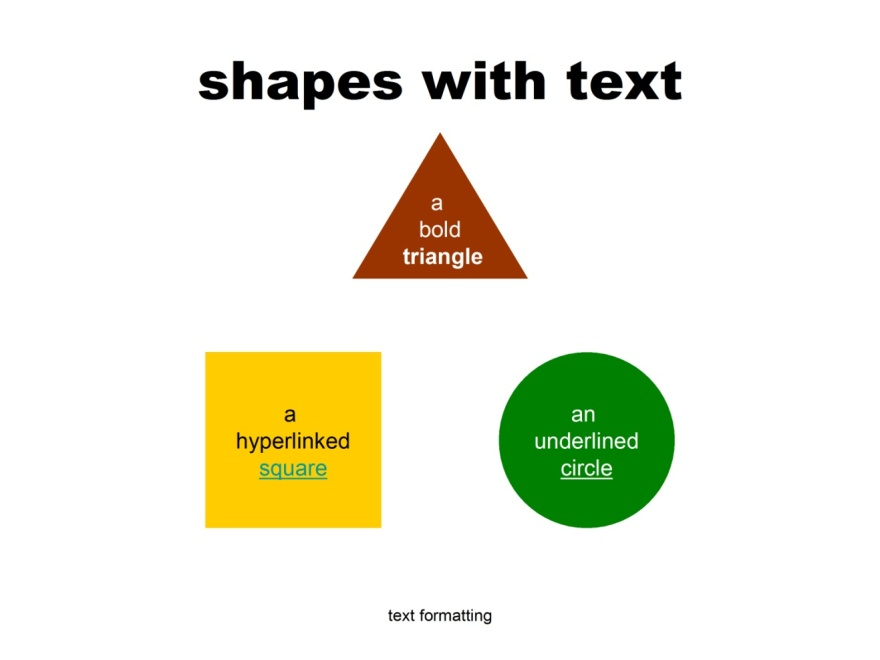 shapes with text
a
bold
triangle
a
hyperlinked
square
an
underlined
circle
text formatting